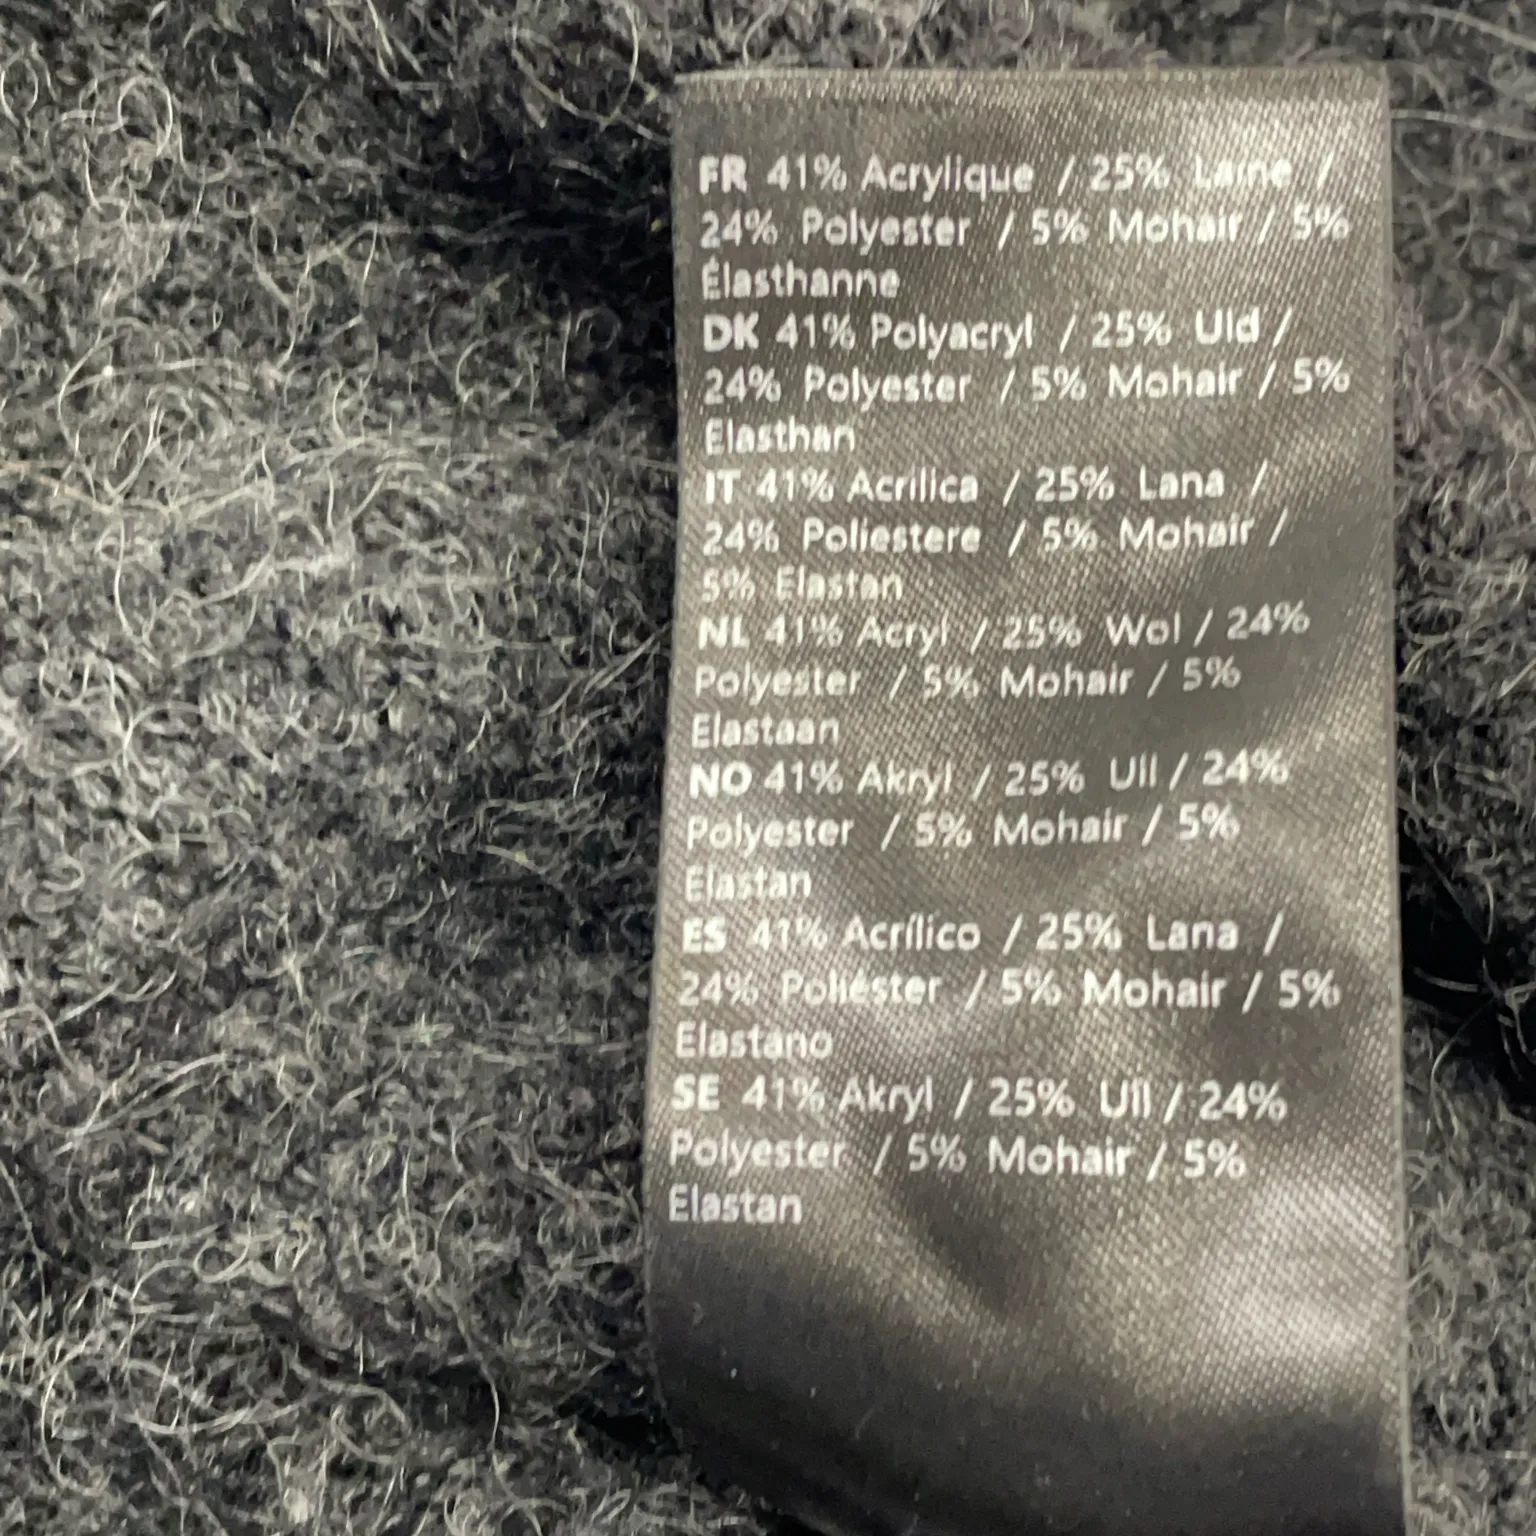 FR 41% Acrylique / 25% Laine /
24% Polyester / 5% Mohair / 5%
Élasthanne
DK 41% Polyacryl / 25% Uld /
24% Polyester / 5% Mohair / 5%
Elasthan
IT 41% Acrilica / 25% Lana /
24% Poliestere / 5% Mohair /
5% Elastan
NL 41% Acryl / 25% Wol / 24%
Polyester / 5% Mohair / 5%
Elastaan
NO 41% Akryl / 25% Ull / 24%
Polyester / 5% Mohair / 5%
Elastan
ES 41% Acrílico / 25% Lana /
24% Poliéster / 5% Mohair / 5%
Elastano
SE 41% Akryl / 25% Ull / 24%
Polyester / 5% Mohair / 5%
Elastan